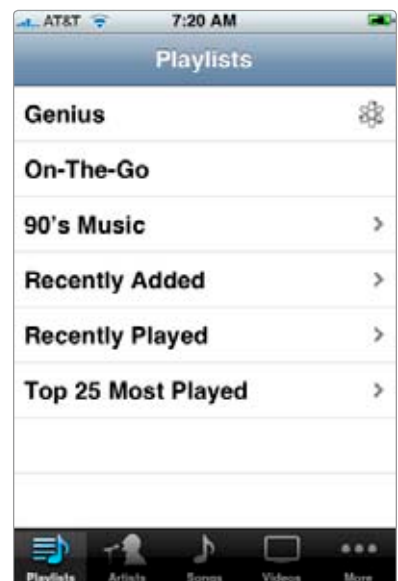 AT&T 7:20 AM
Playlists
Genius
On-The-Go
90's Music
Recently Added
Recently Played
Top 25 Most Played
Playlists Artists Songs Videos More